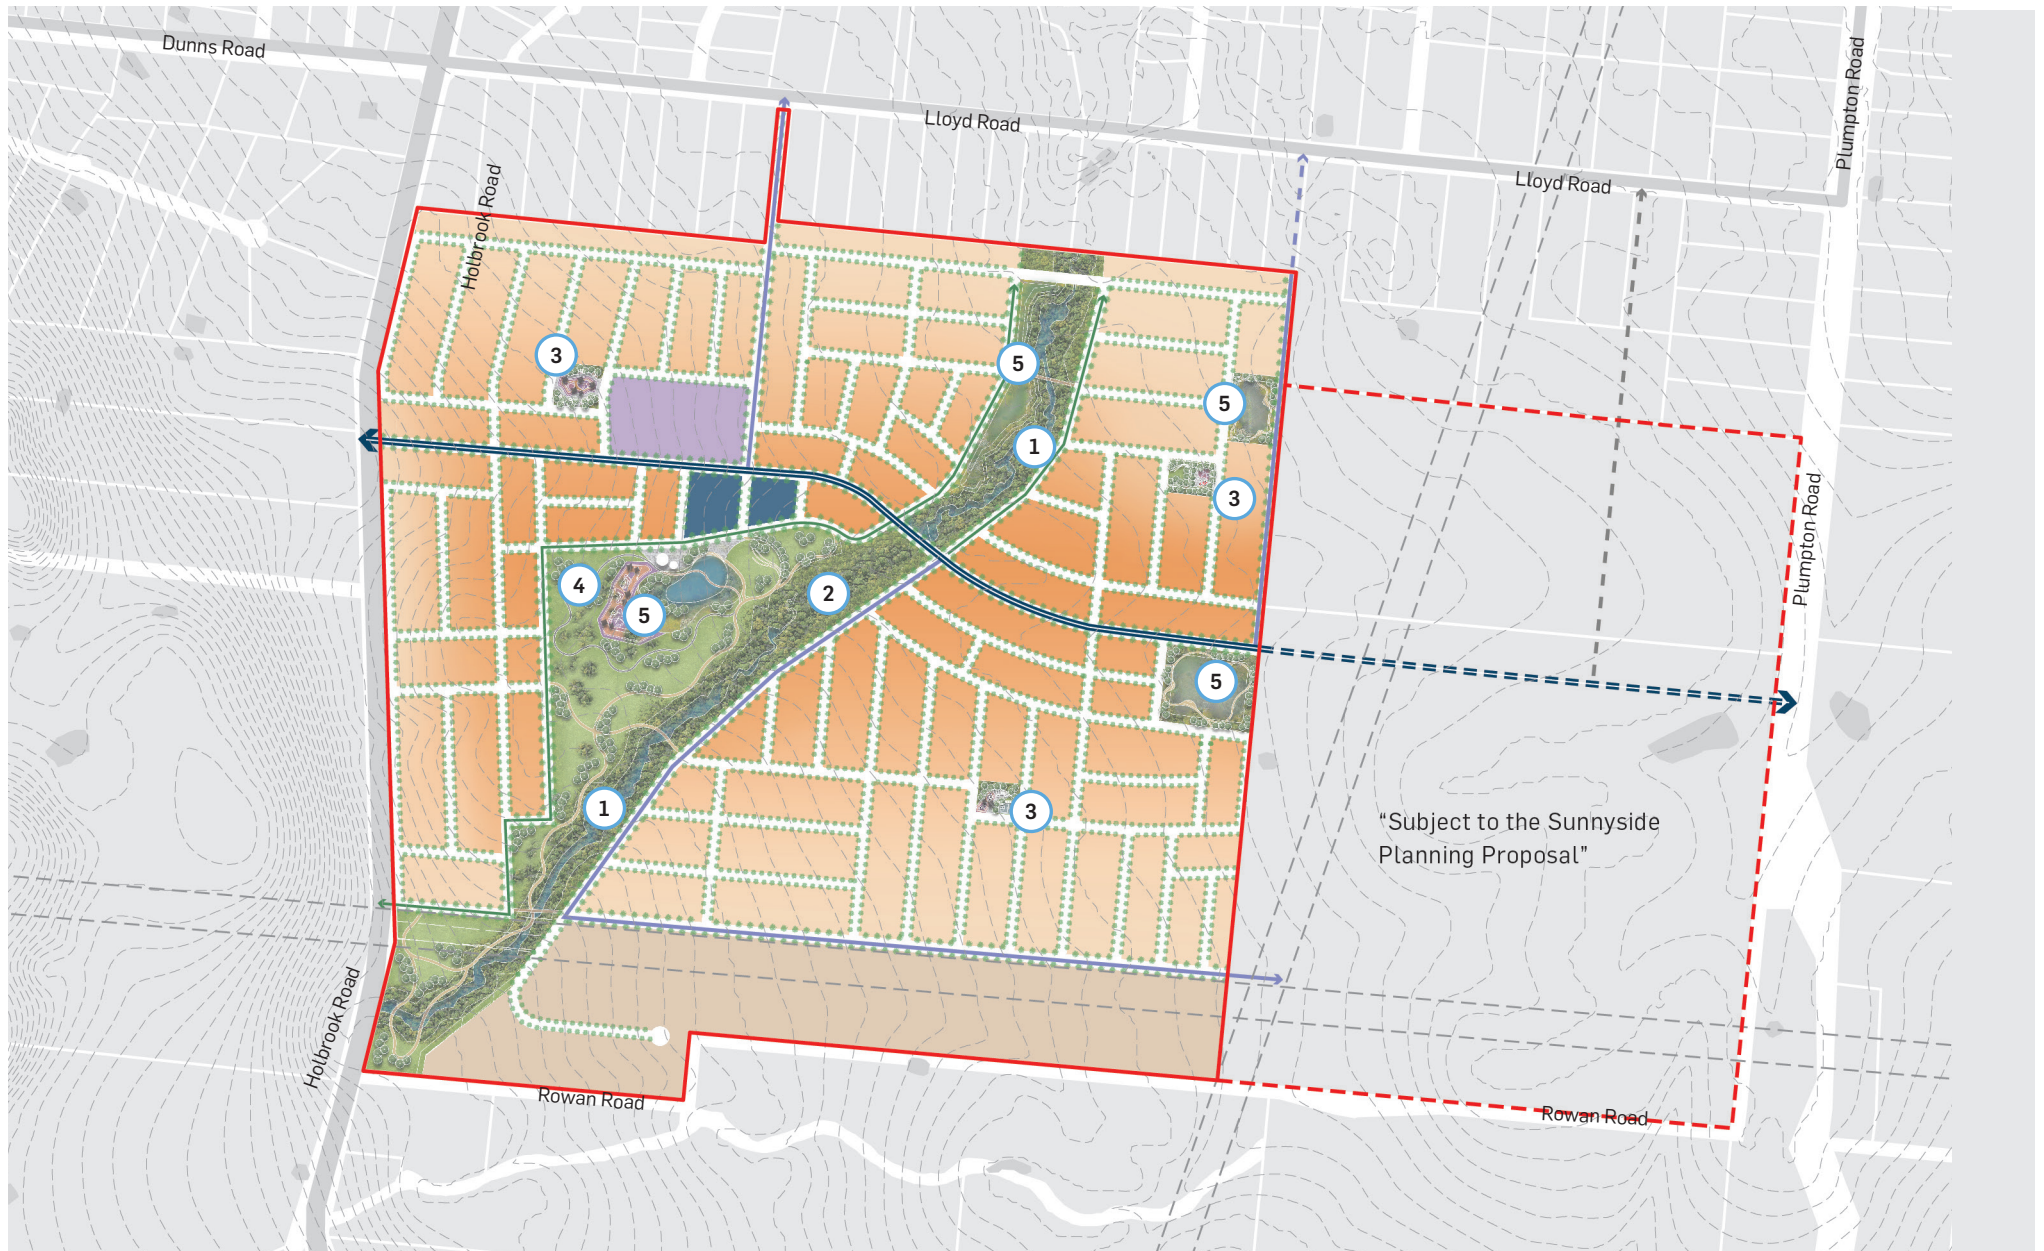 Dunns Road
Plumpton Road
Lloyd Road
Lloyd Road
Holbrook Road
3
5
5
1
3
Plumpton Road
4
2
5
5
1
3
“Subject to the Sunnyside
Planning Proposal”
Holbrook Road
Rowan Road
Rowan Road